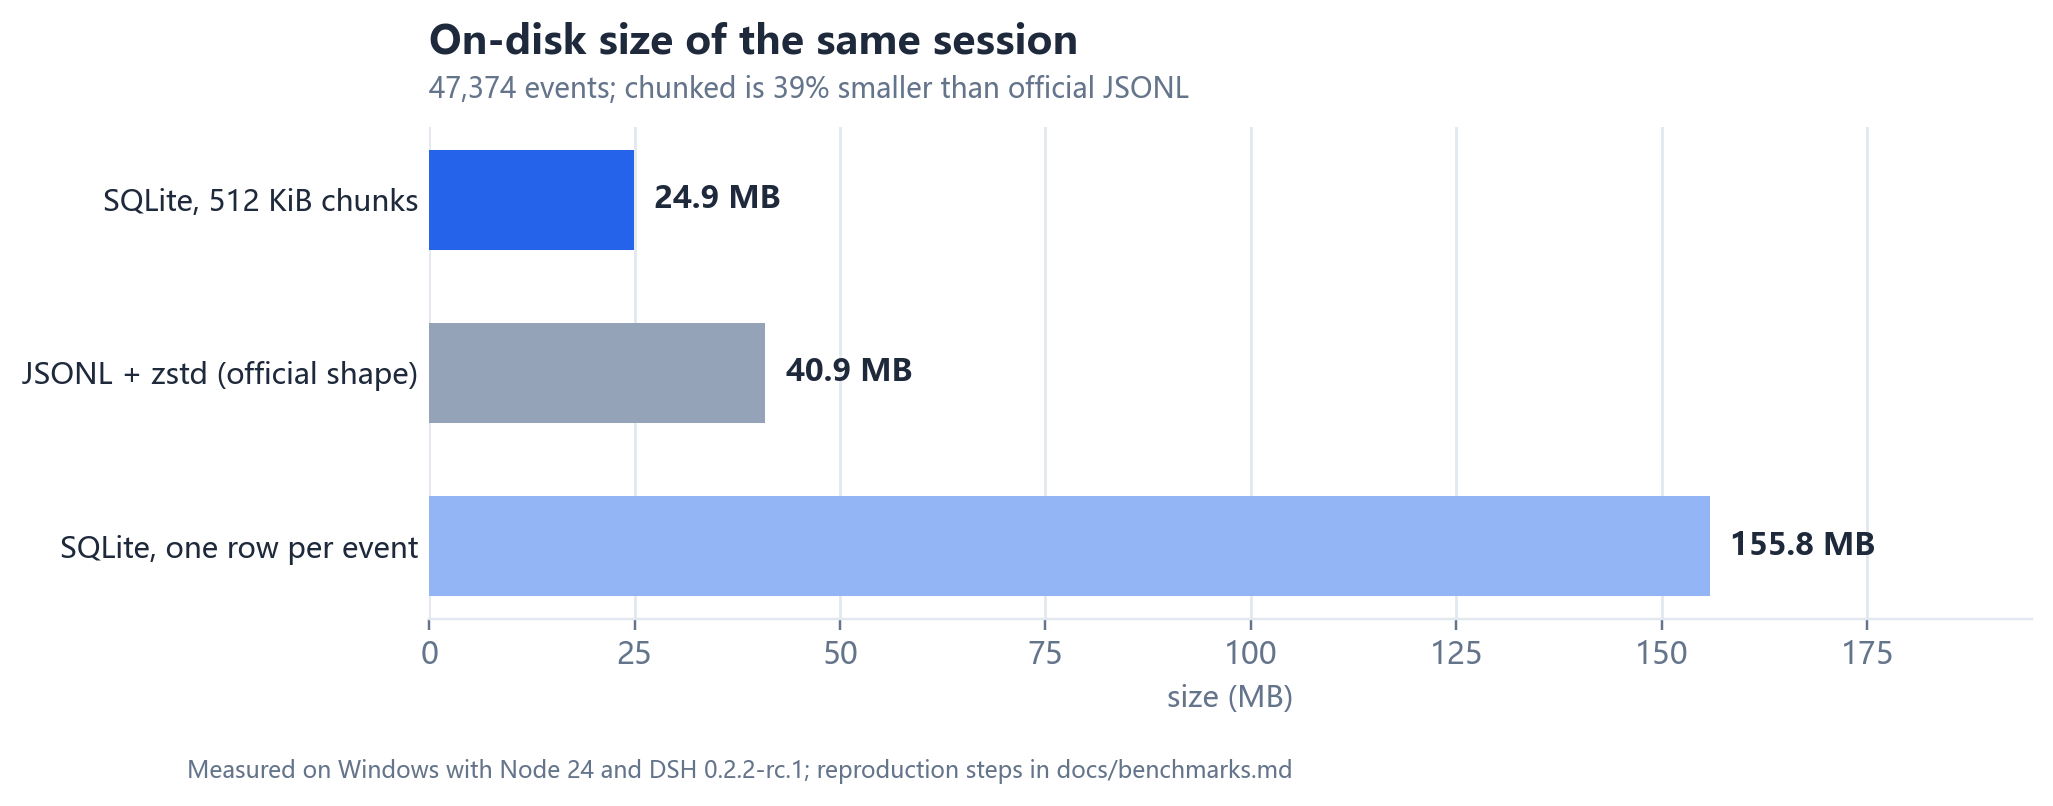 On-disk size of the same session
47,374 events; chunked is 39% smaller than official JSONL
SQLite, 512 KiB chunks
24.9 MB
JSONL + zstd (official shape)
40.9 MB
SQLite, one row per event
155.8 MB
0 25 50 75 100 125 150 175
size (MB)
Measured on Windows with Node 24 and DSH 0.2.2-rc.1; reproduction steps in docs/benchmarks.md